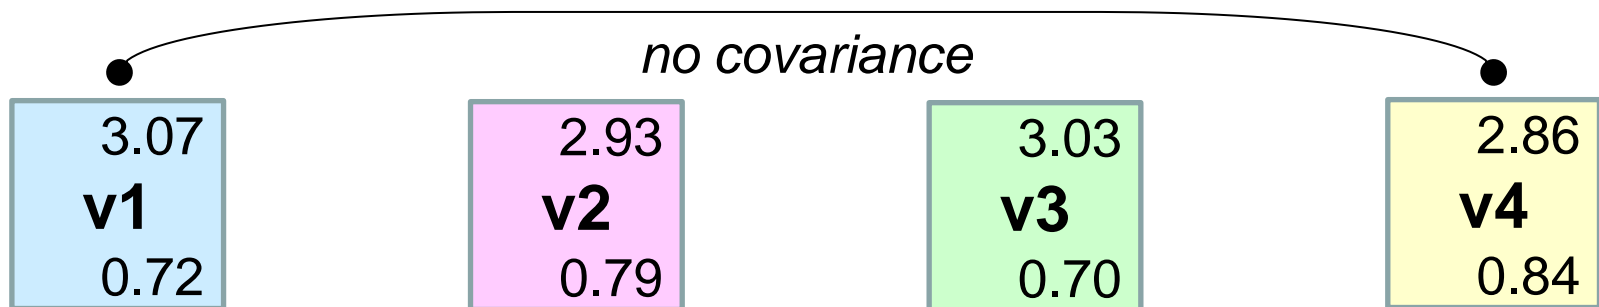 no covariance
3.07 2.93 3.03 2.86
v1 v2 v3 v4
0.72 0.79 0.70 0.84